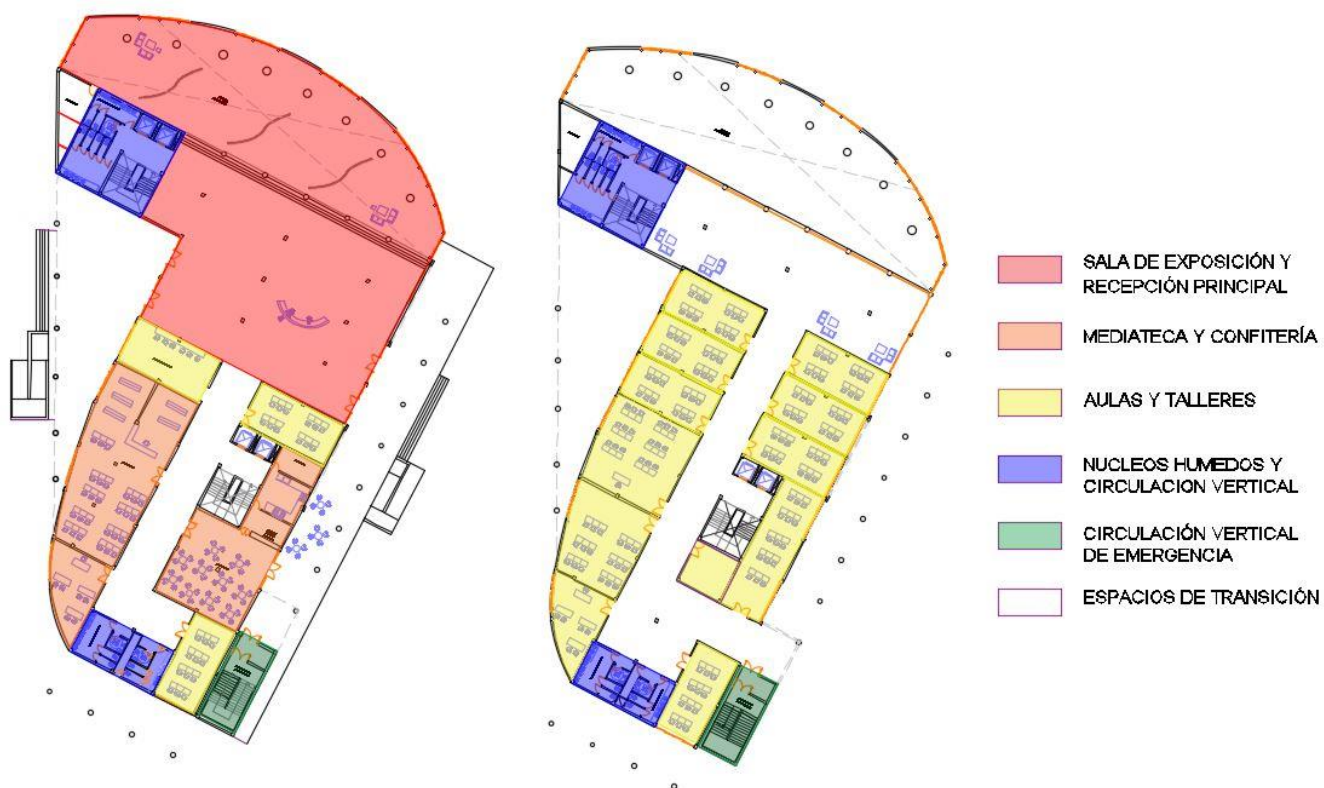 SALA DE EXPOSICIÓN Y
RECEPCIÓN PRINCIPAL
MEDIATECA Y CONFITERÍA
AULAS Y TALLERES
NUCLEOS HUMEDOS Y
CIRCULACION VERTICAL
CIRCULACIÓN VERTICAL
DE EMERGENCIA
ESPACIOS DE TRANSICIÓN